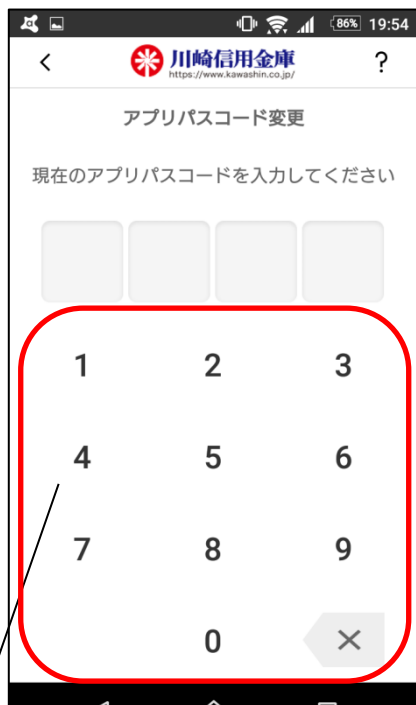 86% 19:54
川崎信用金庫 ?
https://www.kawashin.co.jp/
アプリパスコード変更
現在のアプリパスコードを入力してください
1 2 3
4 5 6
7 8 9
0